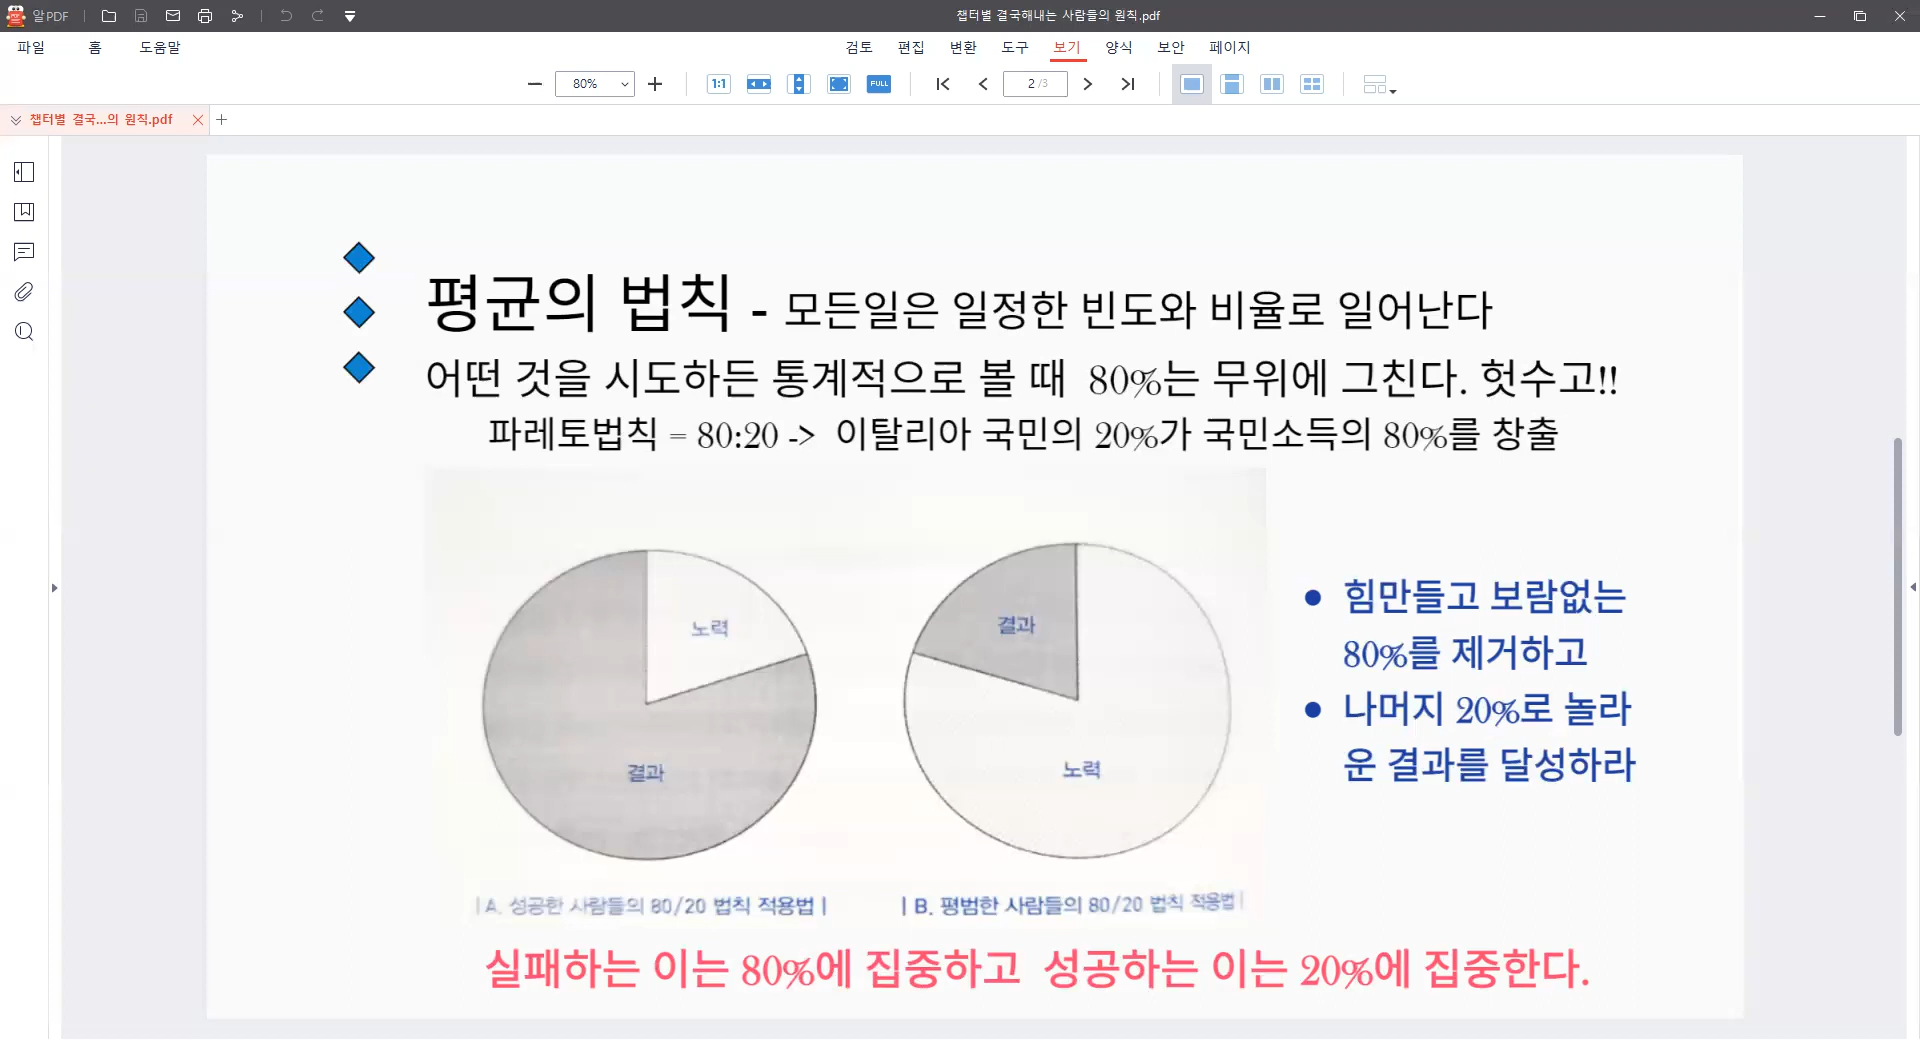 알PDF
챕터별 결국해내는 사람들의 원칙.pdf
파일 홈 도움말 검토 편집 변환 도구 보기 양식 보안 페이지
80% 1:1 FULL 2 /3
챕터별 결국...의 원칙.pdf
평균의 법칙 - 모든일은 일정한 빈도와 비율로 일어난다
어떤 것을 시도하든 통계적으로 볼 때 80%는 무위에 그친다. 헛수고!!
파레토법칙 = 80:20 -> 이탈리아 국민의 20%가 국민소득의 80%를 창출
노력
결과
결과
노력
힘만들고 보람없는
80%를 제거하고
나머지 20%로 놀라
운 결과를 달성하라
| A. 성공한 사람들의 80/20 법칙 적용법 |
| B. 평범한 사람들의 80/20 법칙 적용법 |
실패하는 이는 80%에 집중하고 성공하는 이는 20%에 집중한다.